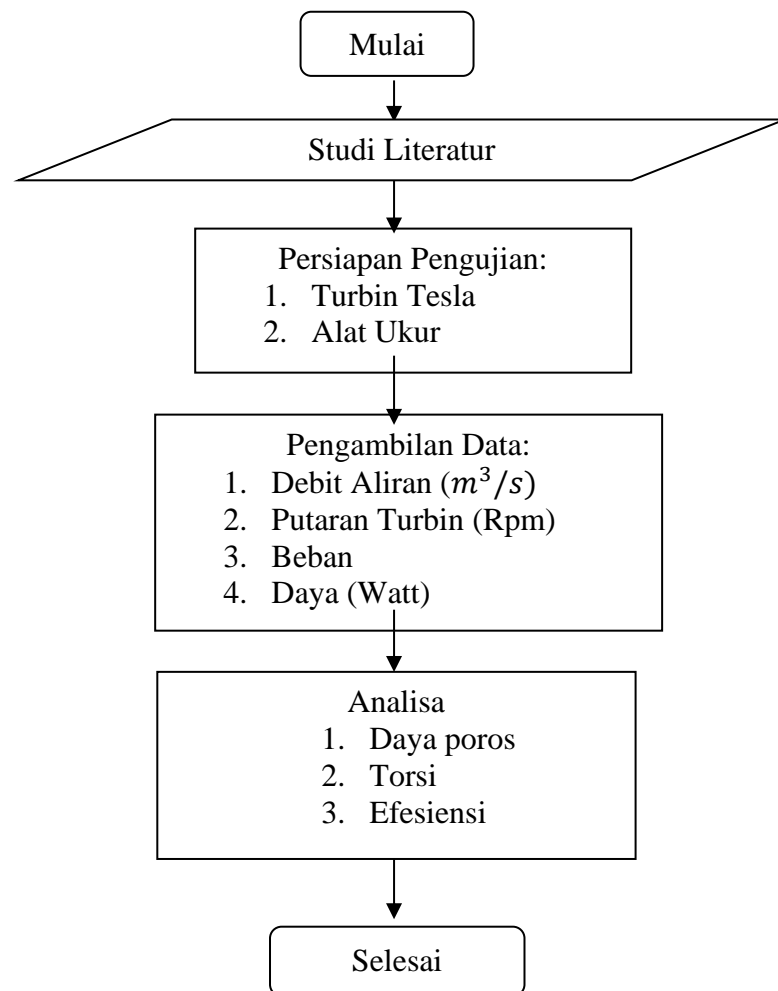 Mulai
Studi Literatur
Persiapan Pengujian:
1. Turbin Tesla
2. Alat Ukur
Pengambilan Data:
1. Debit Aliran (m³/s)
2. Putaran Turbin (Rpm)
3. Beban
4. Daya (Watt)
Analisa
1. Daya poros
2. Torsi
3. Efesiensi
Selesai